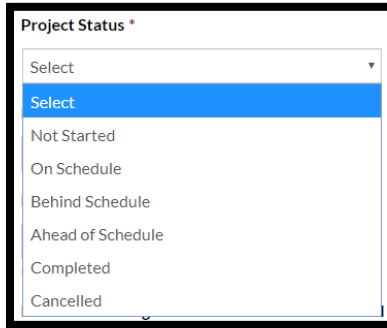 Project Status *
Select
Select
Not Started
On Schedule
Behind Schedule
Ahead of Schedule
Completed
Cancelled